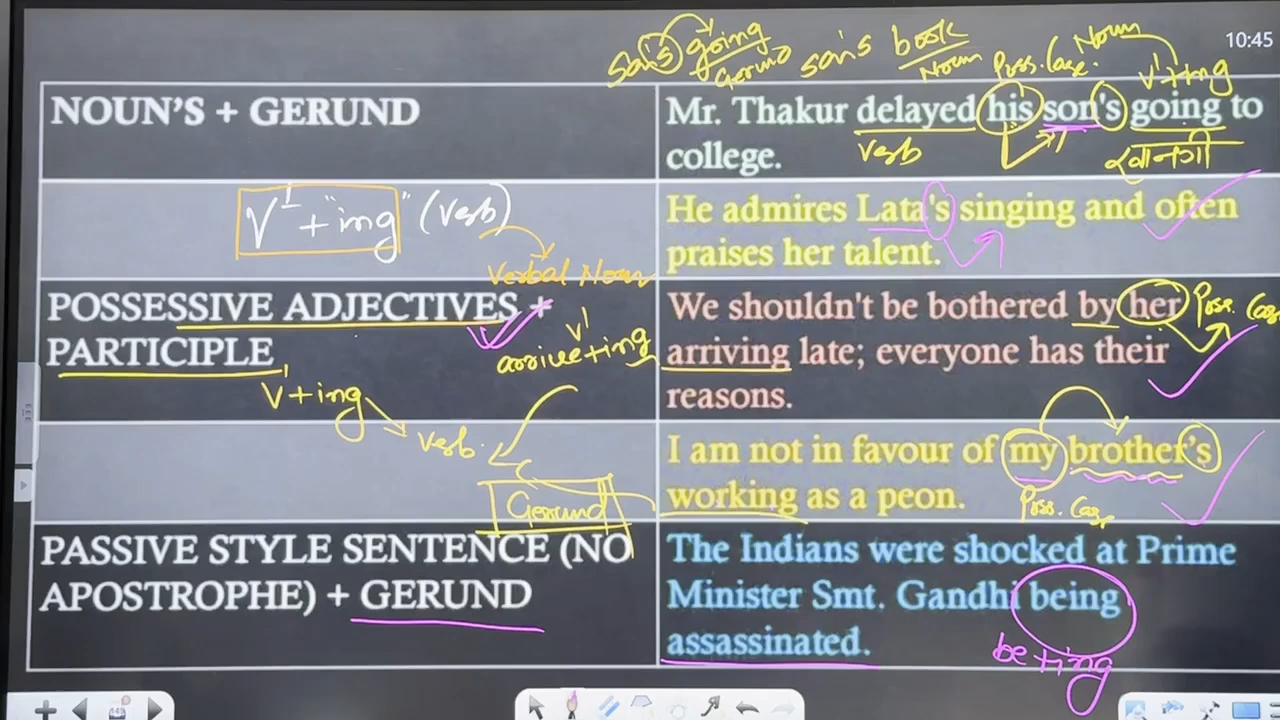 son's going son's book Poss. Case. Noun
Gerund Noun V¹+ing
10:45
NOUN'S + GERUND
Mr. Thakur delayed his son's going to
college.
Verb रवानगी
V¹ + "ing" (Verb)
Verbal Noun
He admires Lata's singing and often
praises her talent.
POSSESSIVE ADJECTIVES +
PARTICIPLE
V¹
arrive+ing
V¹+ing
verb.
Gerund
We shouldn't be bothered by her Poss. Case
arriving late; everyone has their
reasons.
I am not in favour of my brother's
working as a peon.
Poss. Case
PASSIVE STYLE SENTENCE (NO
APOSTROPHE) + GERUND
The Indians were shocked at Prime
Minister Smt. Gandhi being
assassinated.
be+ing